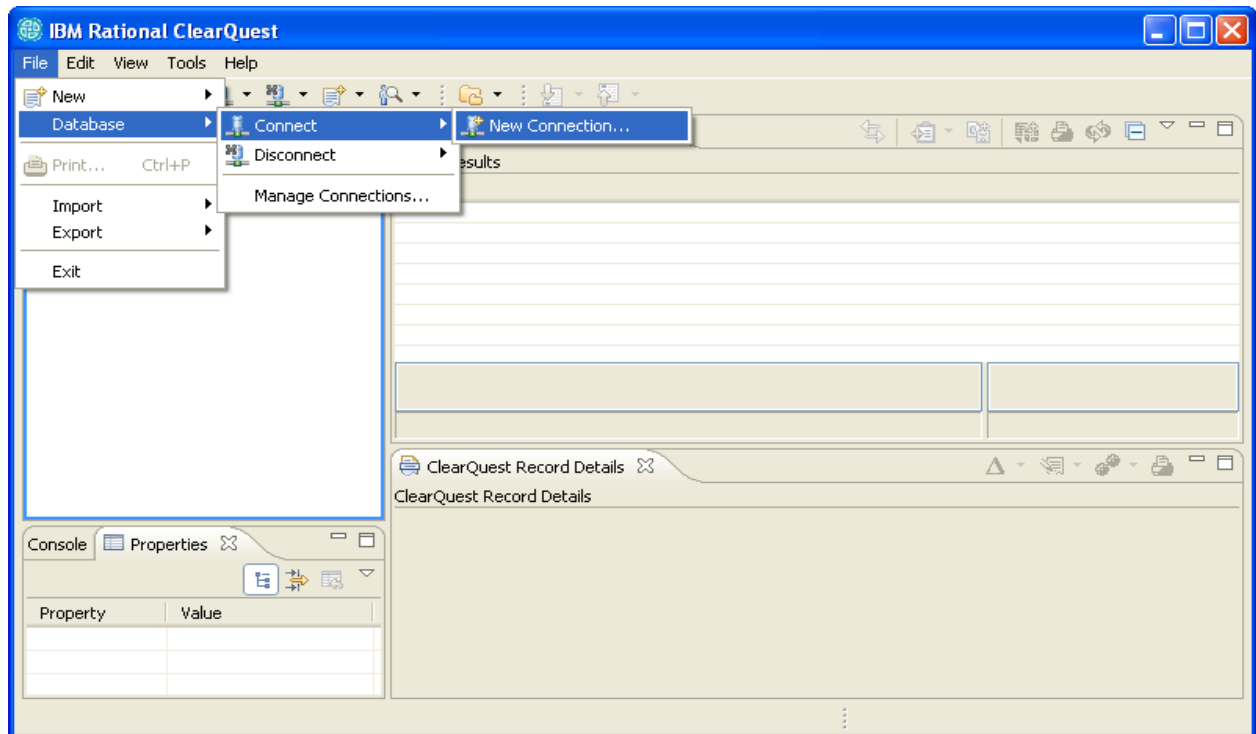 IBM Rational ClearQuest
File Edit View Tools Help
New
Database
Connect
New Connection...
Disconnect
Print... Ctrl+P
Manage Connections...
Import
Export
Exit
ClearQuest Record Details
ClearQuest Record Details
Console Properties
Property Value